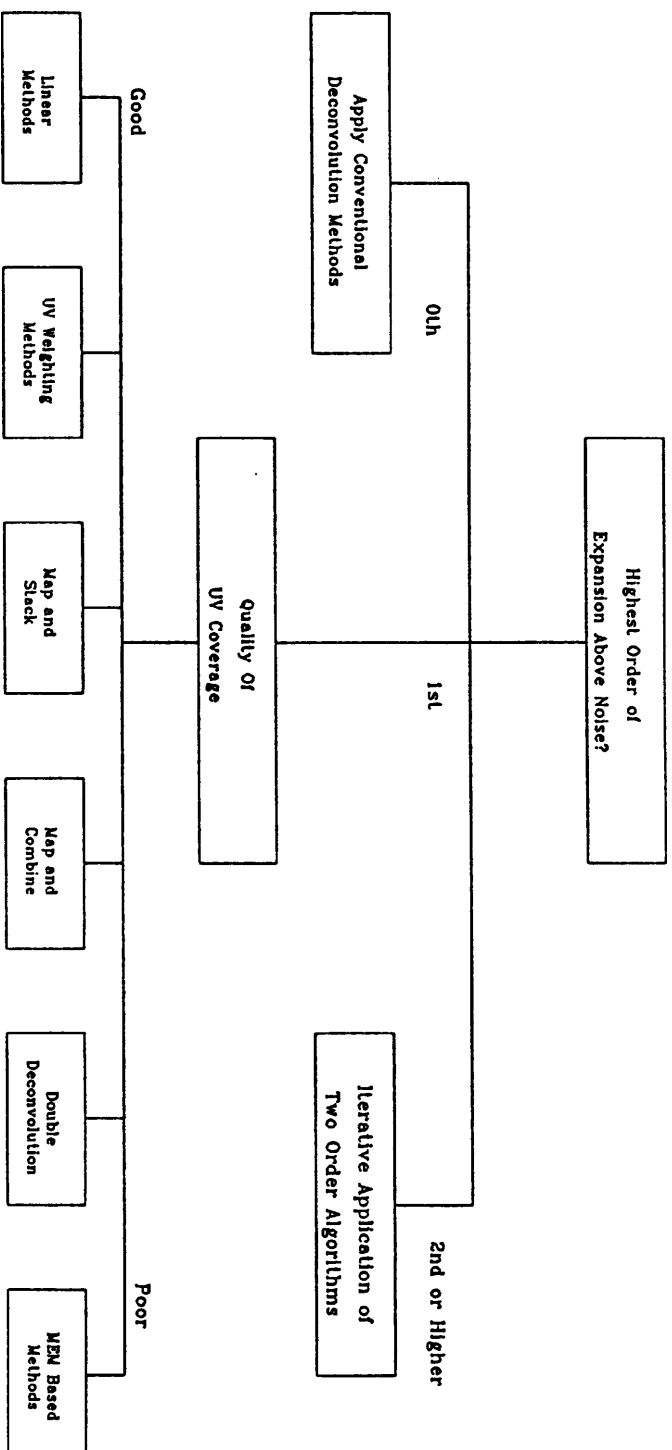 Highest Order of
Expansion Above Noise?
0th
1st
2nd or Higher
Apply Conventional
Deconvolution Methods
Iterative Application of
Two Order Algorithms
Quality Of
UV Coverage
Good
Poor
Linear
Methods
UV Weighting
Methods
Map and
Stack
Map and
Combine
Double
Deconvolution
MEM Based
Methods